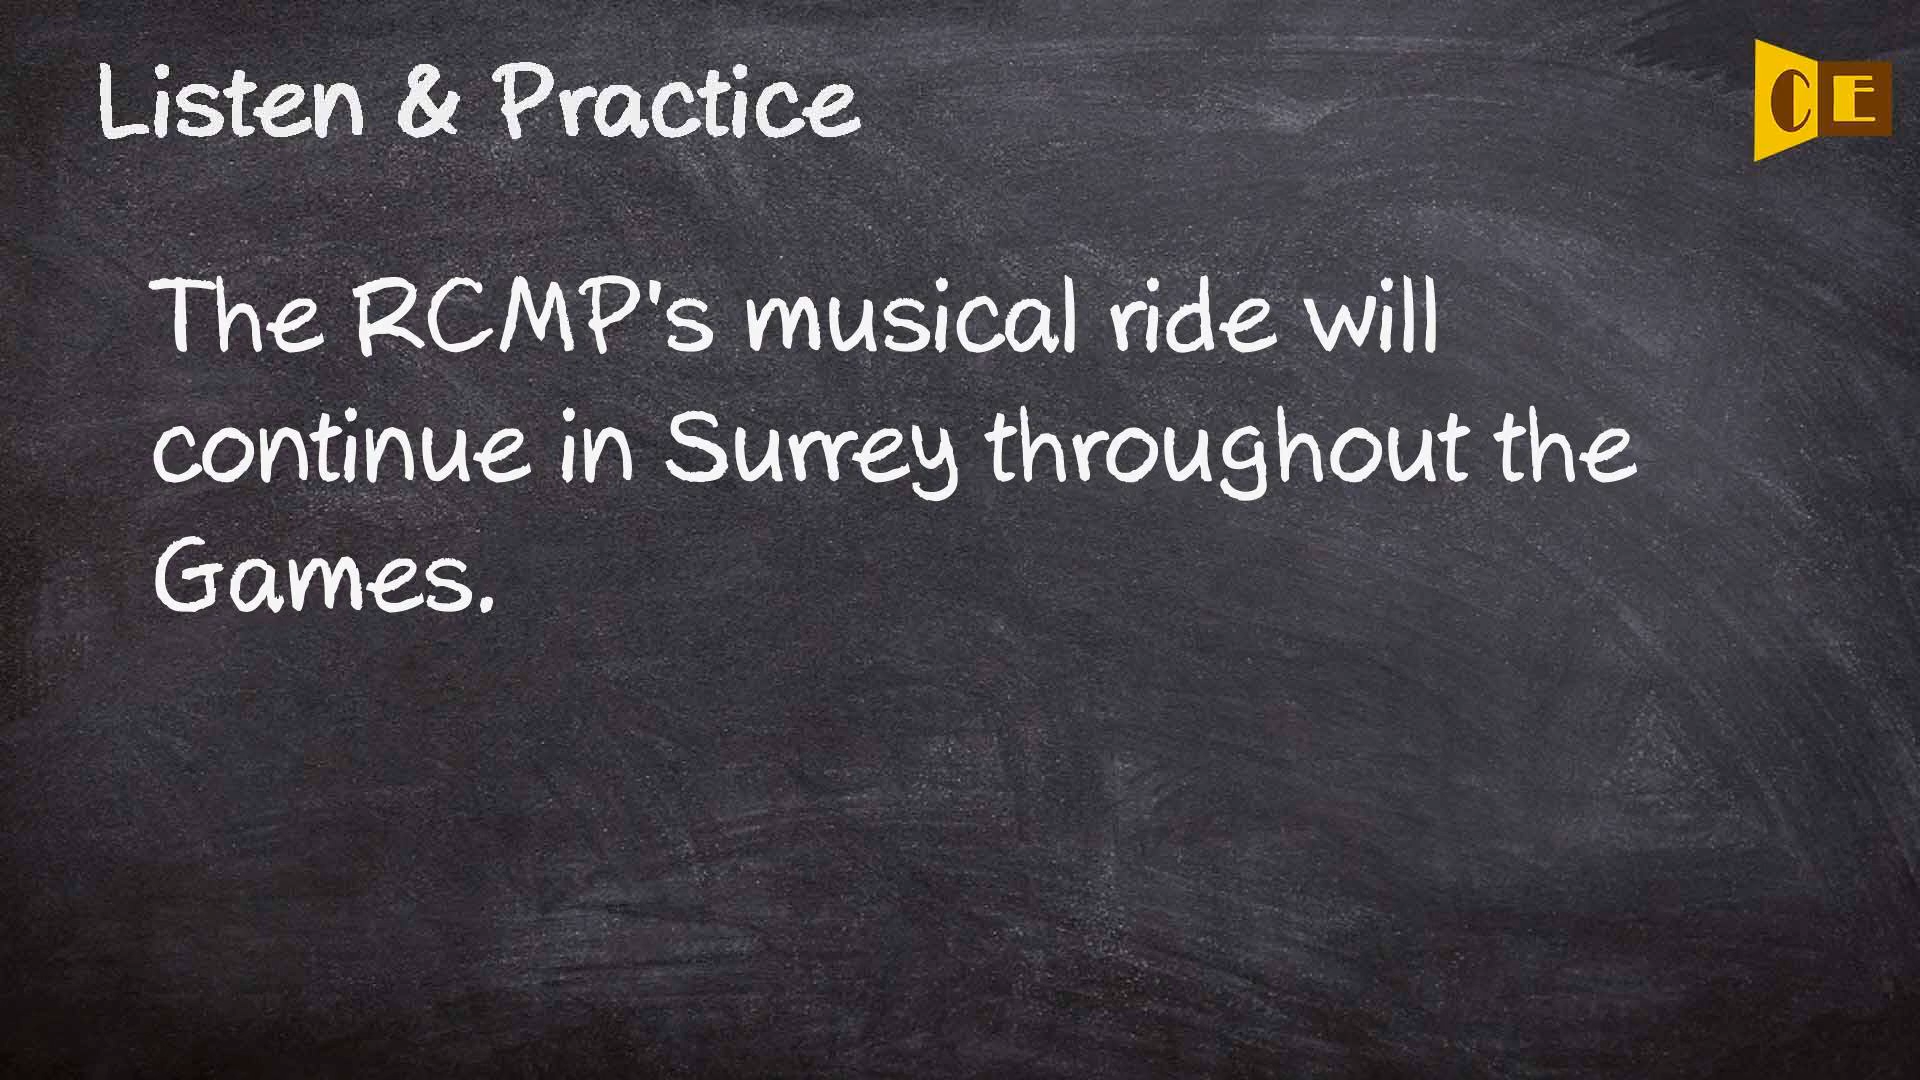 Listen & Practice
CE
The RCMP's musical ride will
continue in Surrey throughout the
Games.